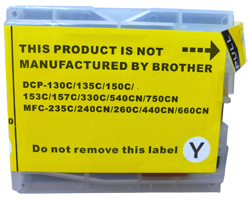 THIS PRODUCT IS NOT
MANUFACTURED BY BROTHER
PULL
DCP-130C/135C/150C/
153C/157C/330C/540CN/750CN
MFC-235C/240CN/260C/440CN/660CN
Do not remove this label
Y